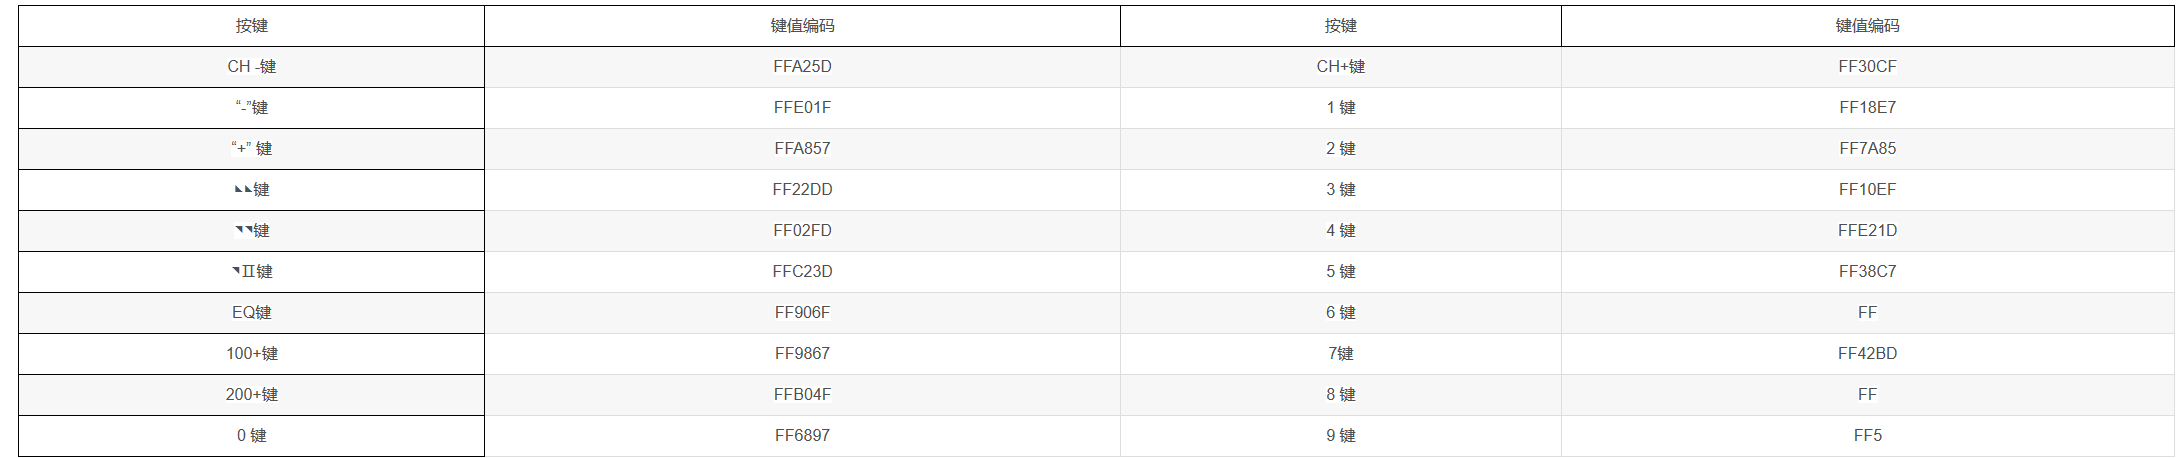 按键 键值编码 按键 键值编码
CH -键 FFA25D CH+键 FF30CF
“-”键 FFE01F 1 键 FF18E7
“+” 键 FFA857 2 键 FF7A85
◣◣键 FF22DD 3 键 FF10EF
◥◥键 FF02FD 4 键 FFE21D
◥Ⅱ键 FFC23D 5 键 FF38C7
EQ键 FF906F 6 键 FF
100+键 FF9867 7键 FF42BD
200+键 FFB04F 8 键 FF
0 键 FF6897 9 键 FF5